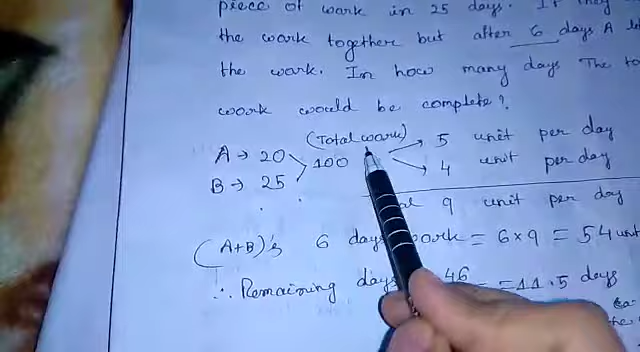 piece of work in 25 days. If they
the work together but after 6 days A
the work. In how many days The
work would be complete?
(Total work)
A → 20
B → 25
100
5 unit per day
4 unit per day
9 unit per day
(A+B)'s 6 days work = 6×9 = 54 unit
∴ Remaining days 46 = 11.5 days